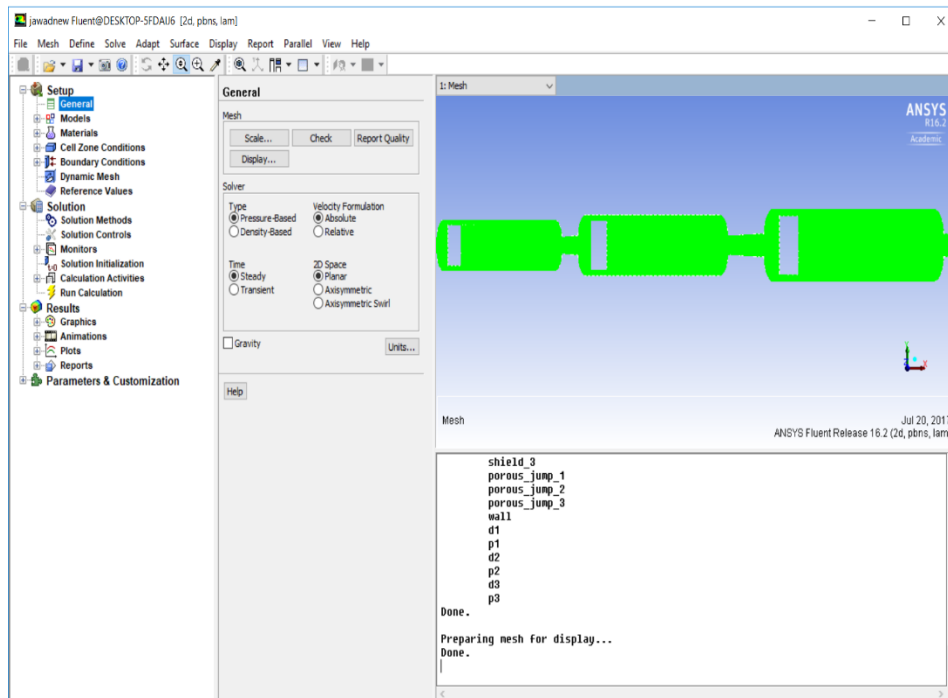 jawadnew Fluent@DESKTOP-5FDAIJ6 [2d, pbns, lam]
File Mesh Define Solve Adapt Surface Display Report Parallel View Help
Setup
General
Models
Materials
Cell Zone Conditions
Boundary Conditions
Dynamic Mesh
Reference Values
Solution
Solution Methods
Solution Controls
Monitors
Solution Initialization
Calculation Activities
Run Calculation
Results
Graphics
Animations
Plots
Reports
Parameters & Customization
General
Mesh
Scale... Check Report Quality
Display...
Solver
Type Velocity Formulation
Pressure-Based Absolute
Density-Based Relative
Time 2D Space
Steady Planar
Transient Axisymmetric
Axisymmetric Swirl
Gravity Units...
Help
1: Mesh
ANSYS
R16.2
Academic
Y
X
Mesh Jul 20, 2017
ANSYS Fluent Release 16.2 (2d, pbns, lam
shield_3
porous_jump_1
porous_jump_2
porous_jump_3
wall
d1
p1
d2
p2
d3
p3
Done.
Preparing mesh for display...
Done.